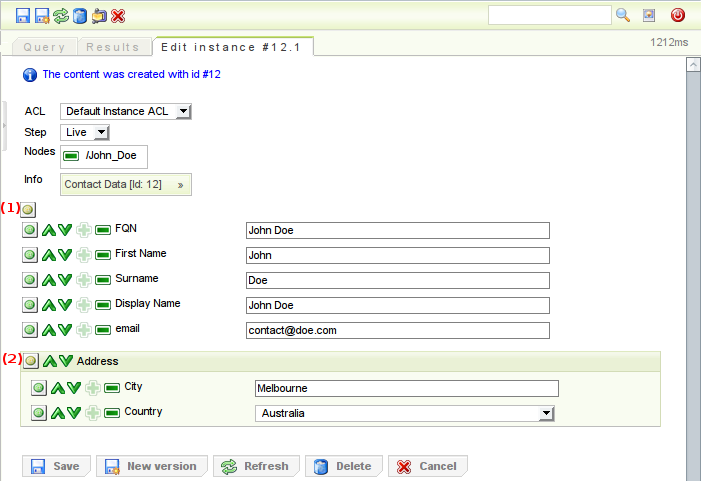 Query Results Edit instance #12.1 1212ms
The content was created with id #12
ACL Default Instance ACL
Step Live
Nodes /John_Doe
Info Contact Data [Id: 12] »
(1)
FQN John Doe
First Name John
Surname Doe
Display Name John Doe
email contact@doe.com
(2) Address
City Melbourne
Country Australia
Save New version Refresh Delete Cancel